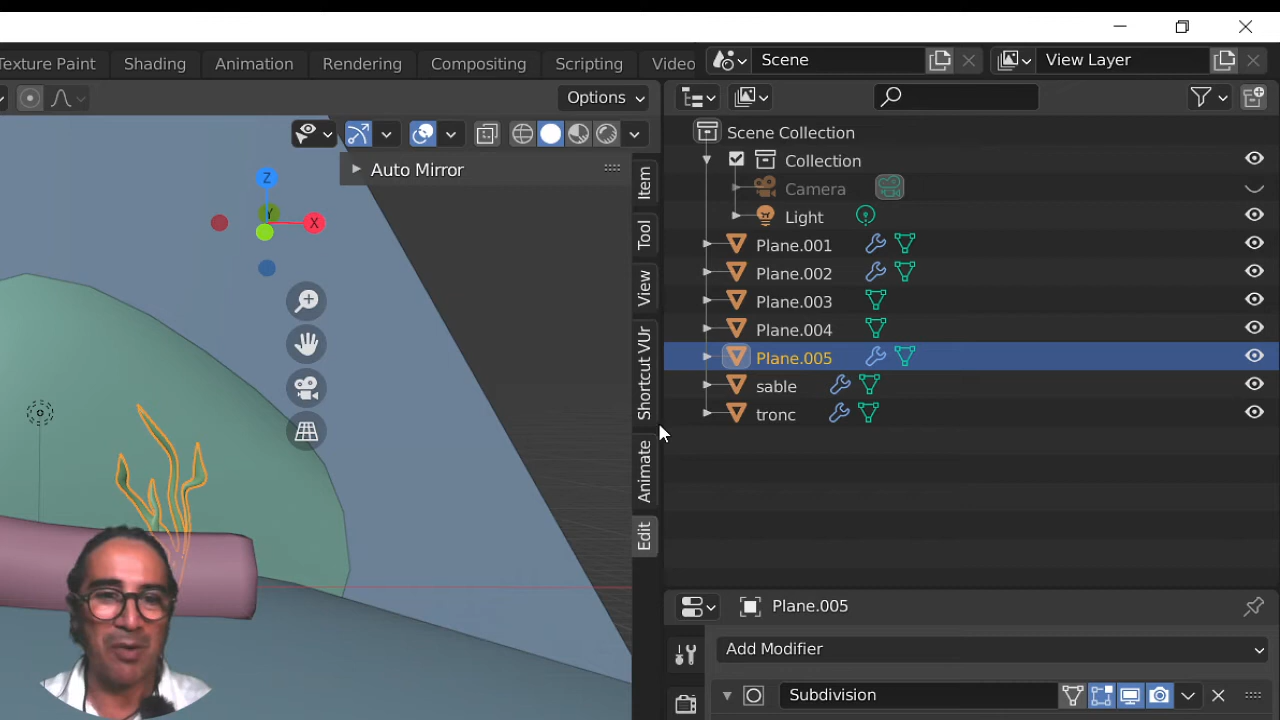 Texture Paint Shading Animation Rendering Compositing Scripting Video
Scene
View Layer
Options
Auto Mirror
Z
Y
X
Item
Tool
View
Shortcut VUr
Animate
Edit
Scene Collection
Collection
Camera
Light
Plane.001
Plane.002
Plane.003
Plane.004
Plane.005
sable
tronc
Plane.005
Add Modifier
Subdivision